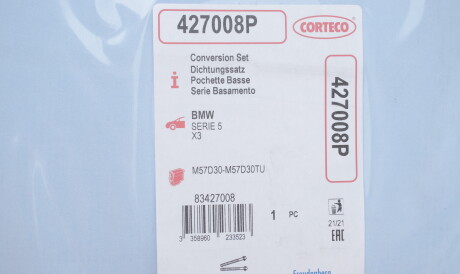 427008P
CORTECO
Conversion Set
Dichtungssatz
Pochette Basse
Serie Basamento
427008P
BMW
SERIE 5
X3
M57D30-M57D30TU
83427008
1 PC
3 358960 233523
21/21
EAC
Freudenberg